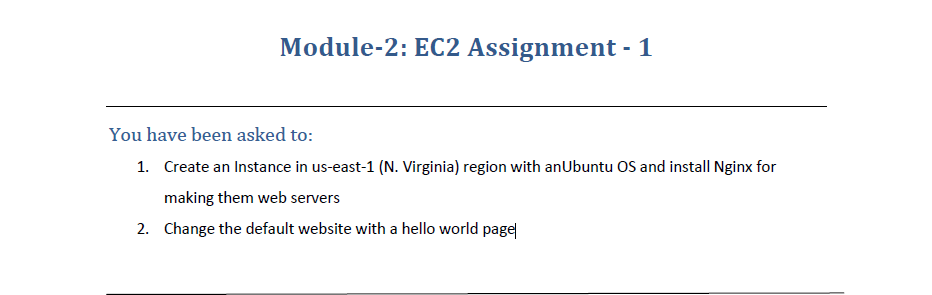 Module-2: EC2 Assignment - 1
You have been asked to:
1. Create an Instance in us-east-1 (N. Virginia) region with anUbuntu OS and install Nginx for
making them web servers
2. Change the default website with a hello world page